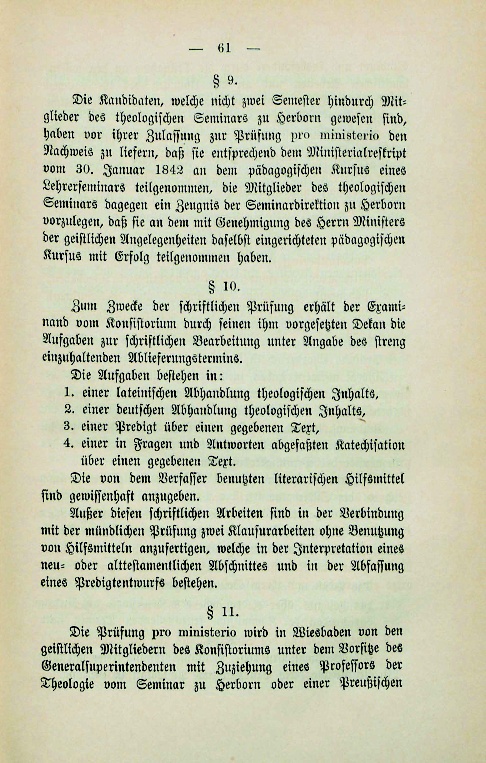 — 61 —
§ 9.
Die Kandidaten, welche nicht zwei Semester hindurch Mit-
glieder des theologischen Seminars zu Herborn gewesen sind,
haben vor ihrer Zulassung zur Prüfung pro ministerio den
Nachweis zu liefern, daß sie entsprechend dem Ministerialreskript
vom 30. Januar 1842 an dem pädagogischen Kursus eines
Lehrerseminars teilgenommen, die Mitglieder des theologischen
Seminars dagegen ein Zeugnis der Seminardirektion zu Herborn
vorzulegen, daß sie an dem mit Genehmigung des Herrn Ministers
der geistlichen Angelegenheiten daselbst eingerichteten pädagogischen
Kursus mit Erfolg teilgenommen haben.
§ 10.
Zum Zwecke der schriftlichen Prüfung erhält der Exami-
nand vom Konsistorium durch seinen ihm vorgesetzten Dekan die
Aufgaben zur schriftlichen Bearbeitung unter Angabe des streng
einzuhaltenden Ablieferungstermins.
Die Aufgaben bestehen in:
1. einer lateinischen Abhandlung theologischen Inhalts,
2. einer deutschen Abhandlung theologischen Inhalts,
3. einer Predigt über einen gegebenen Text,
4. einer in Fragen und Antworten abgefaßten Katechisation
über einen gegebenen Text.
Die von dem Verfasser benutzten literarischen Hilfsmittel
sind gewissenhaft anzugeben.
Außer diesen schriftlichen Arbeiten sind in der Verbindung
mit der mündlichen Prüfung zwei Klausurarbeiten ohne Benutzung
von Hilfsmitteln anzufertigen, welche in der Interpretation eines
neu- oder alttestamentlichen Abschnittes und in der Abfassung
eines Predigtentwurfs bestehen.
§ 11.
Die Prüfung pro ministerio wird in Wiesbaden von den
geistlichen Mitgliedern des Konsistoriums unter dem Vorsitze des
Generalsuperintendenten mit Zuziehung eines Professors der
Theologie vom Seminar zu Herborn oder einer Preußischen